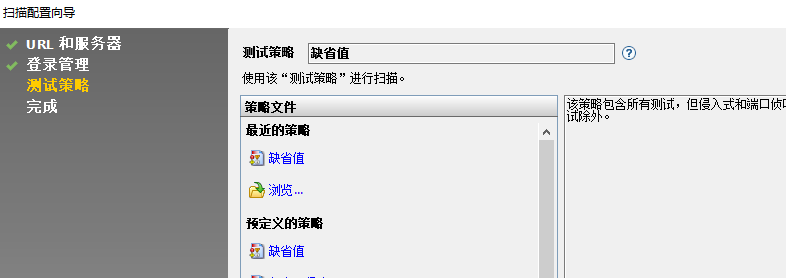 扫描配置向导
URL 和服务器
登录管理
测试策略
完成
测试策略
缺省值
使用该“测试策略”进行扫描。
策略文件
最近的策略
缺省值
浏览...
预定义的策略
缺省值
该策略包含所有测试，但侵入式和端口侦
试除外。